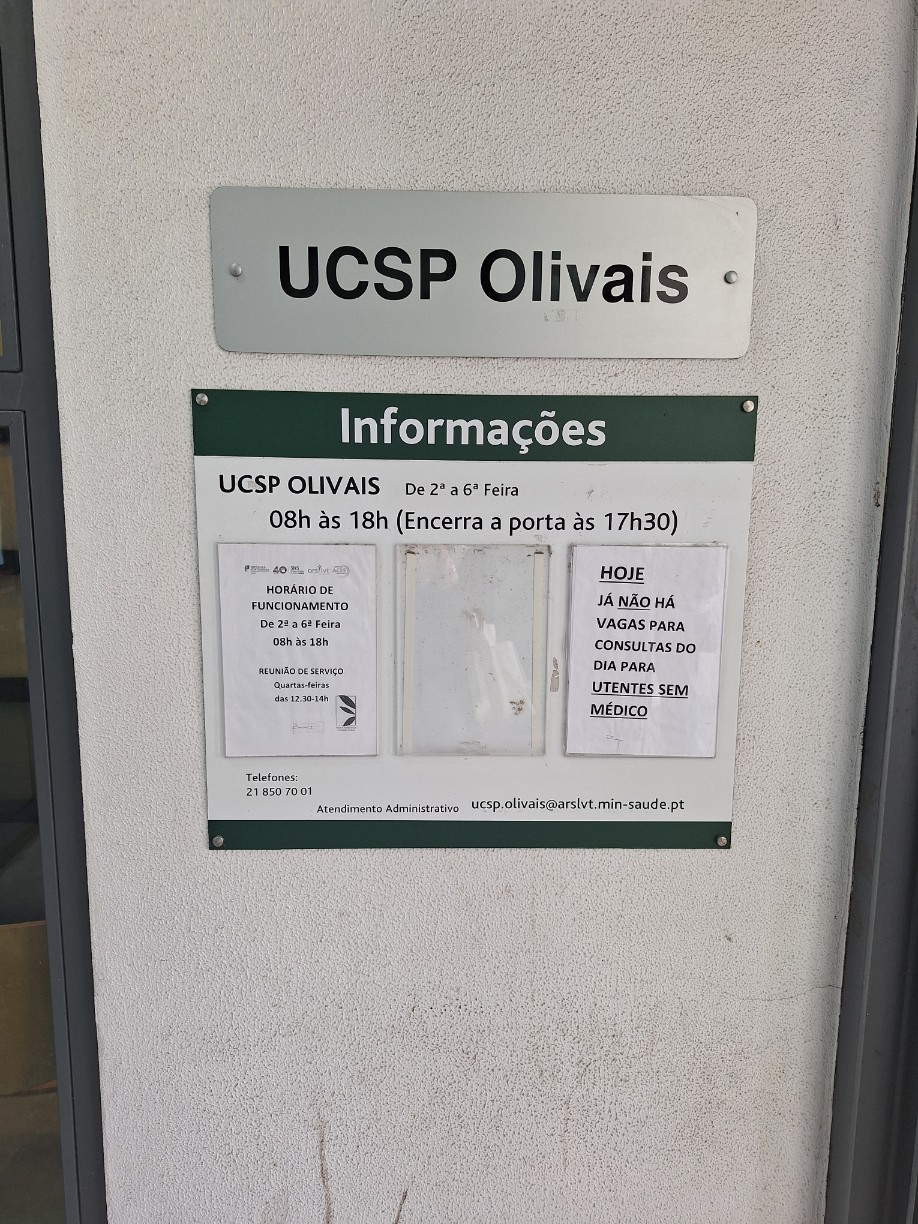 UCSP Olivais
Informações
UCSP OLIVAIS De 2ª a 6ª Feira
08h às 18h (Encerra a porta às 17h30)
HORÁRIO DE
FUNCIONAMENTO
De 2ª a 6ª Feira
08h às 18h
REUNIÃO DE SERVIÇO
Quartas-feiras
das 12.30-14h
HOJE
JÁ NÃO HÁ
VAGAS PARA
CONSULTAS DO
DIA PARA
UTENTES SEM
MÉDICO
Telefones:
21 850 70 01
Atendimento Administrativo ucsp.olivais@arslvt.min-saude.pt